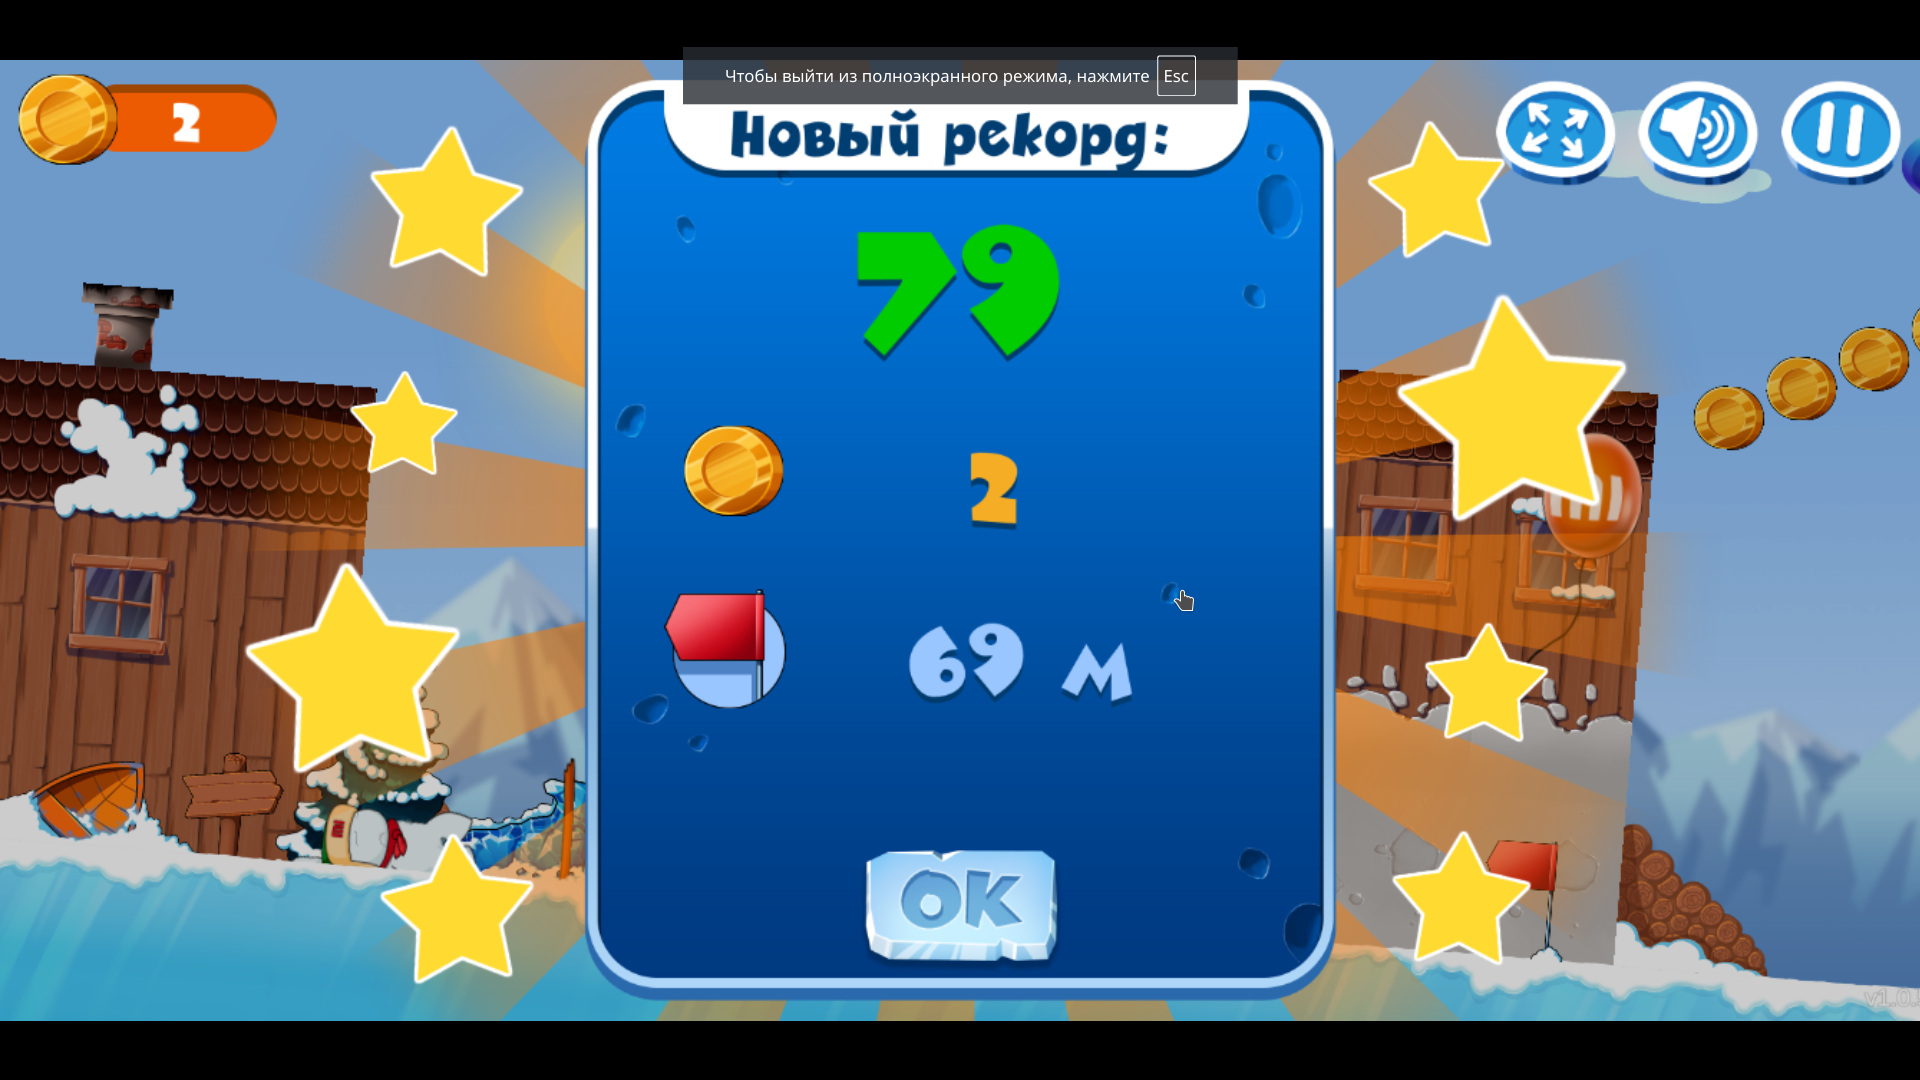 Чтобы выйти из полноэкранного режима, нажмите Esc
2
Новый рекорд:
79
2
69 м
OK